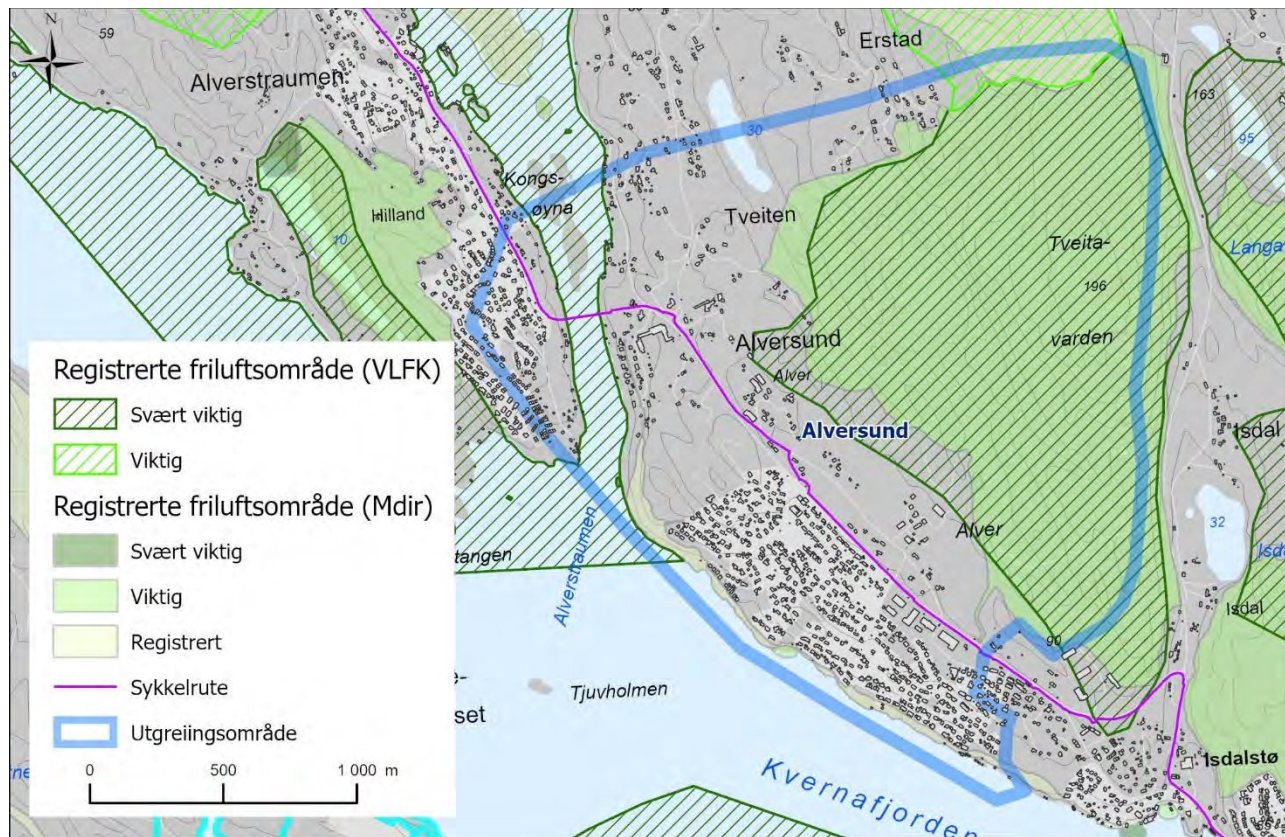 N
59
Alverstraumen
Erstad
163
95
30
Kongs-
øyna
Hilland
10
Tveiten
Tveita-
196
varden
Langa
Alversund
Alver
Alversund
Isdal
Alver
32
Isd
Isdal
90
tangen
Alverstraumen
Tjuvholmen
e-
set
Kvernafjorden
Isdalstø
Registrerte friluftsområde (VLFK)
Svært viktig
Viktig
Registrerte friluftsområde (Mdir)
Svært viktig
Viktig
Registrert
Sykkelrute
Utgreiingsområde
0 500 1 000 m